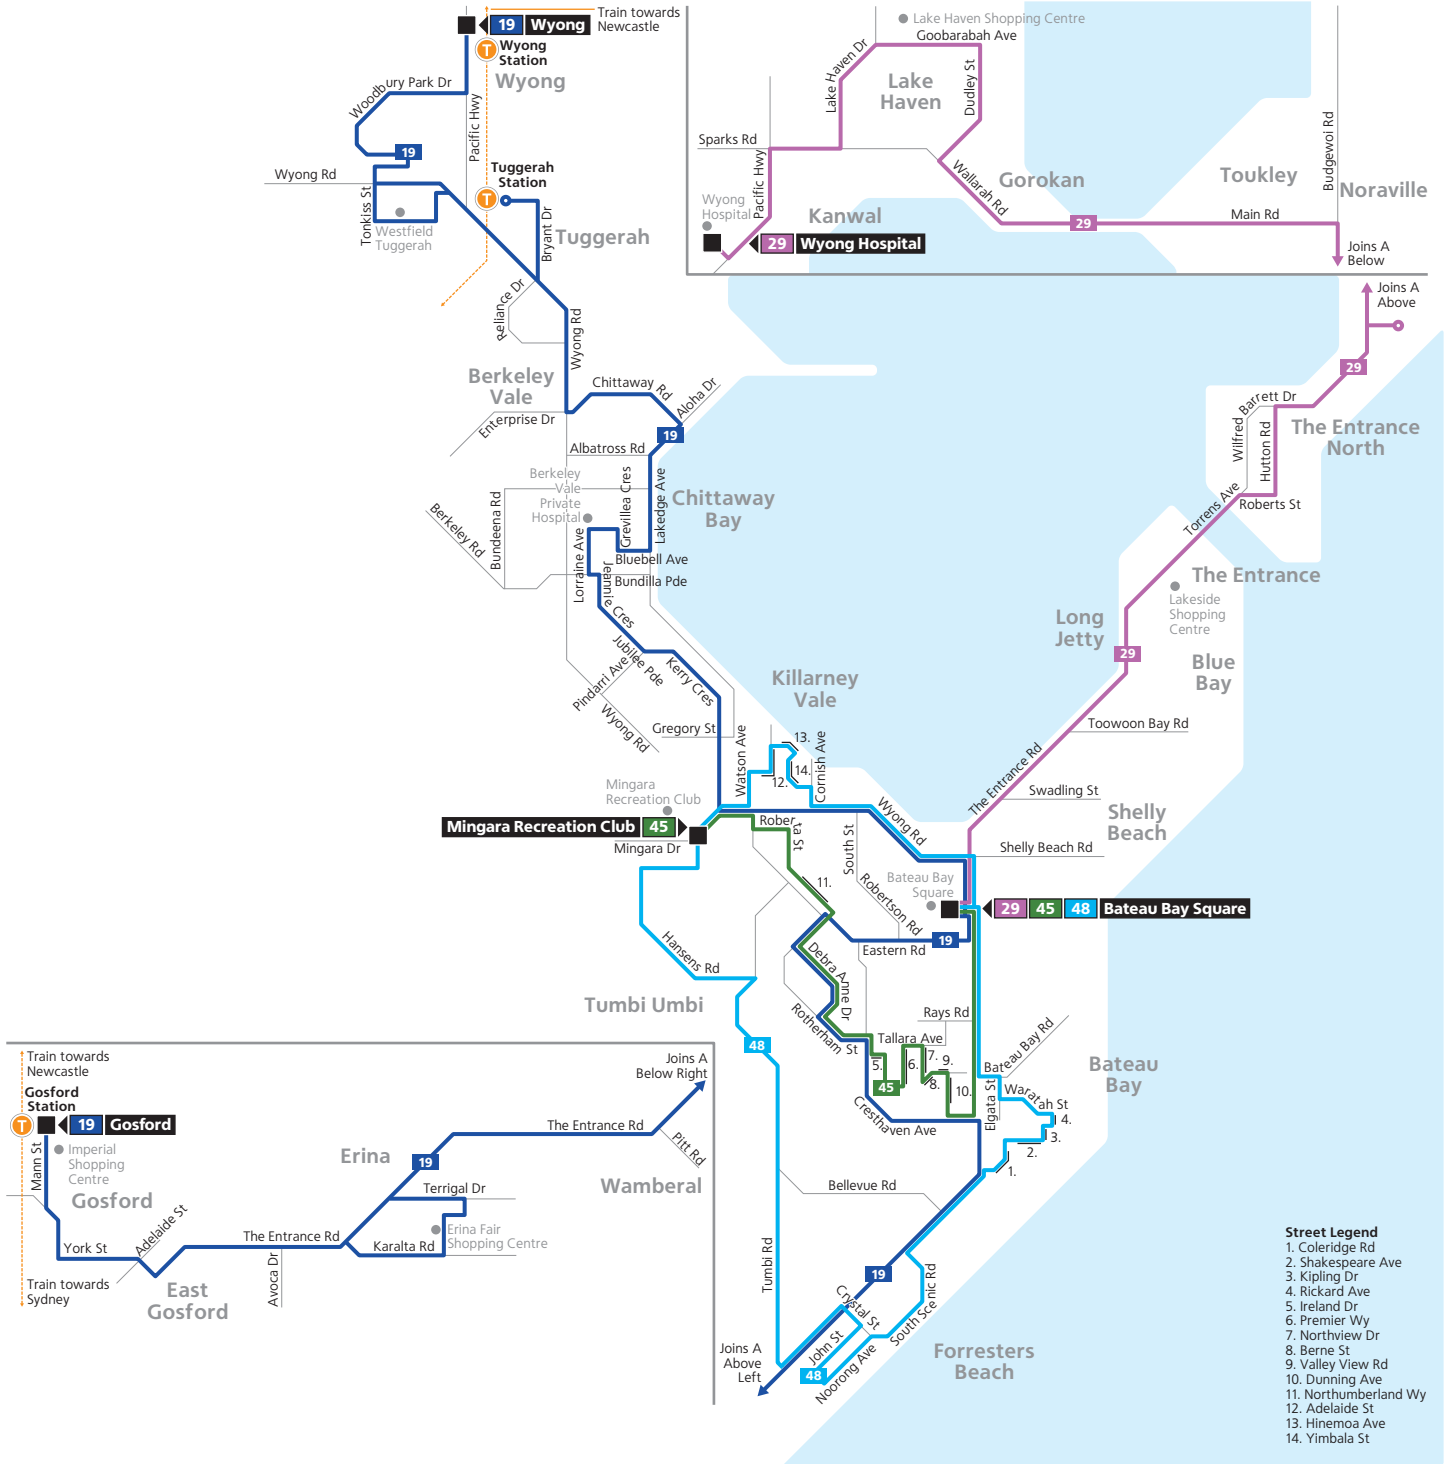 19 Wyong
Train towards
Newcastle
T
Wyong
Station
Wyong
Woodbury Park Dr
Pacific Hwy
19
Tuggerah
Station
T
Wyong Rd
Tonkiss St
Westfield
Tuggerah
Bryant Dr
Tuggerah
Reliance Dr
Wyong Rd
Berkeley
Vale
Chittaway Rd
Aloha Dr
Enterprise Dr
19
Albatross Rd
Berkeley
Vale
Private
Hospital
Grevillea Cres
Lakedge Ave
Chittaway
Bay
Berkeley Rd
Bundeena Rd
Lorraine Ave
Bluebell Ave
Jeannie Cres
Bundilla Pde
Jubilee Pde
Pindarri Ave
Kerry Cres
Wyong Rd
Gregory St
Lake Haven Shopping Centre
Goobarabah Ave
Lake Haven Dr
Lake
Haven
Dudley St
Sparks Rd
Pacific Hwy
Wallarah Rd
Gorokan
Toukley
Budgewoi Rd
Noraville
Wyong
Hospital
Kanwal
29 Wyong Hospital
29
Main Rd
Joins A
Below
Joins A
Above
29
Barrett Dr
Wilfred
Hutton Rd
The Entrance
North
Torrens Ave
Roberts St
The Entrance
Lakeside
Shopping
Centre
Long
Jetty
29
Blue
Bay
Killarney
Vale
Toowoon Bay Rd
The Entrance Rd
Swadling St
Shelly
Beach
Shelly Beach Rd
Watson Ave
13.
12.
14.
Cornish Ave
Wyong Rd
Mingara
Recreation Club
Mingara Recreation Club 45
Mingara Dr
Roberta St
South St
11.
Robertson Rd
Bateau Bay
Square
29 45 48 Bateau Bay Square
19
Eastern Rd
Hansens Rd
Debra Anne Dr
Tumbi Umbi
Rotherham St
Rays Rd
Tallara Ave
48
5.
6.
7.
8.
9.
10.
45
Bateau Bay Rd
Bateau
Bay
Elgata St
Waratah St
4.
3.
2.
1.
Cresthaven Ave
Bellevue Rd
Tumbi Rd
19
Crystal St
South Scenic Rd
John St
48
Noorong Ave
Forresters
Beach
Joins A
Above
Left
Train towards
Newcastle
Gosford
Station
T
19 Gosford
Mann St
Imperial
Shopping
Centre
Gosford
York St
Adelaide St
Train towards
Sydney
East
Gosford
The Entrance Rd
Avoca Dr
Erina
19
Terrigal Dr
Karalta Rd
Erina Fair
Shopping Centre
The Entrance Rd
Joins A
Below Right
Pitt Rd
Wamberal
Street Legend
1. Coleridge Rd
2. Shakespeare Ave
3. Kipling Dr
4. Rickard Ave
5. Ireland Dr
6. Premier Wy
7. Northview Dr
8. Berne St
9. Valley View Rd
10. Dunning Ave
11. Northumberland Wy
12. Adelaide St
13. Hinemoa Ave
14. Yimbala St